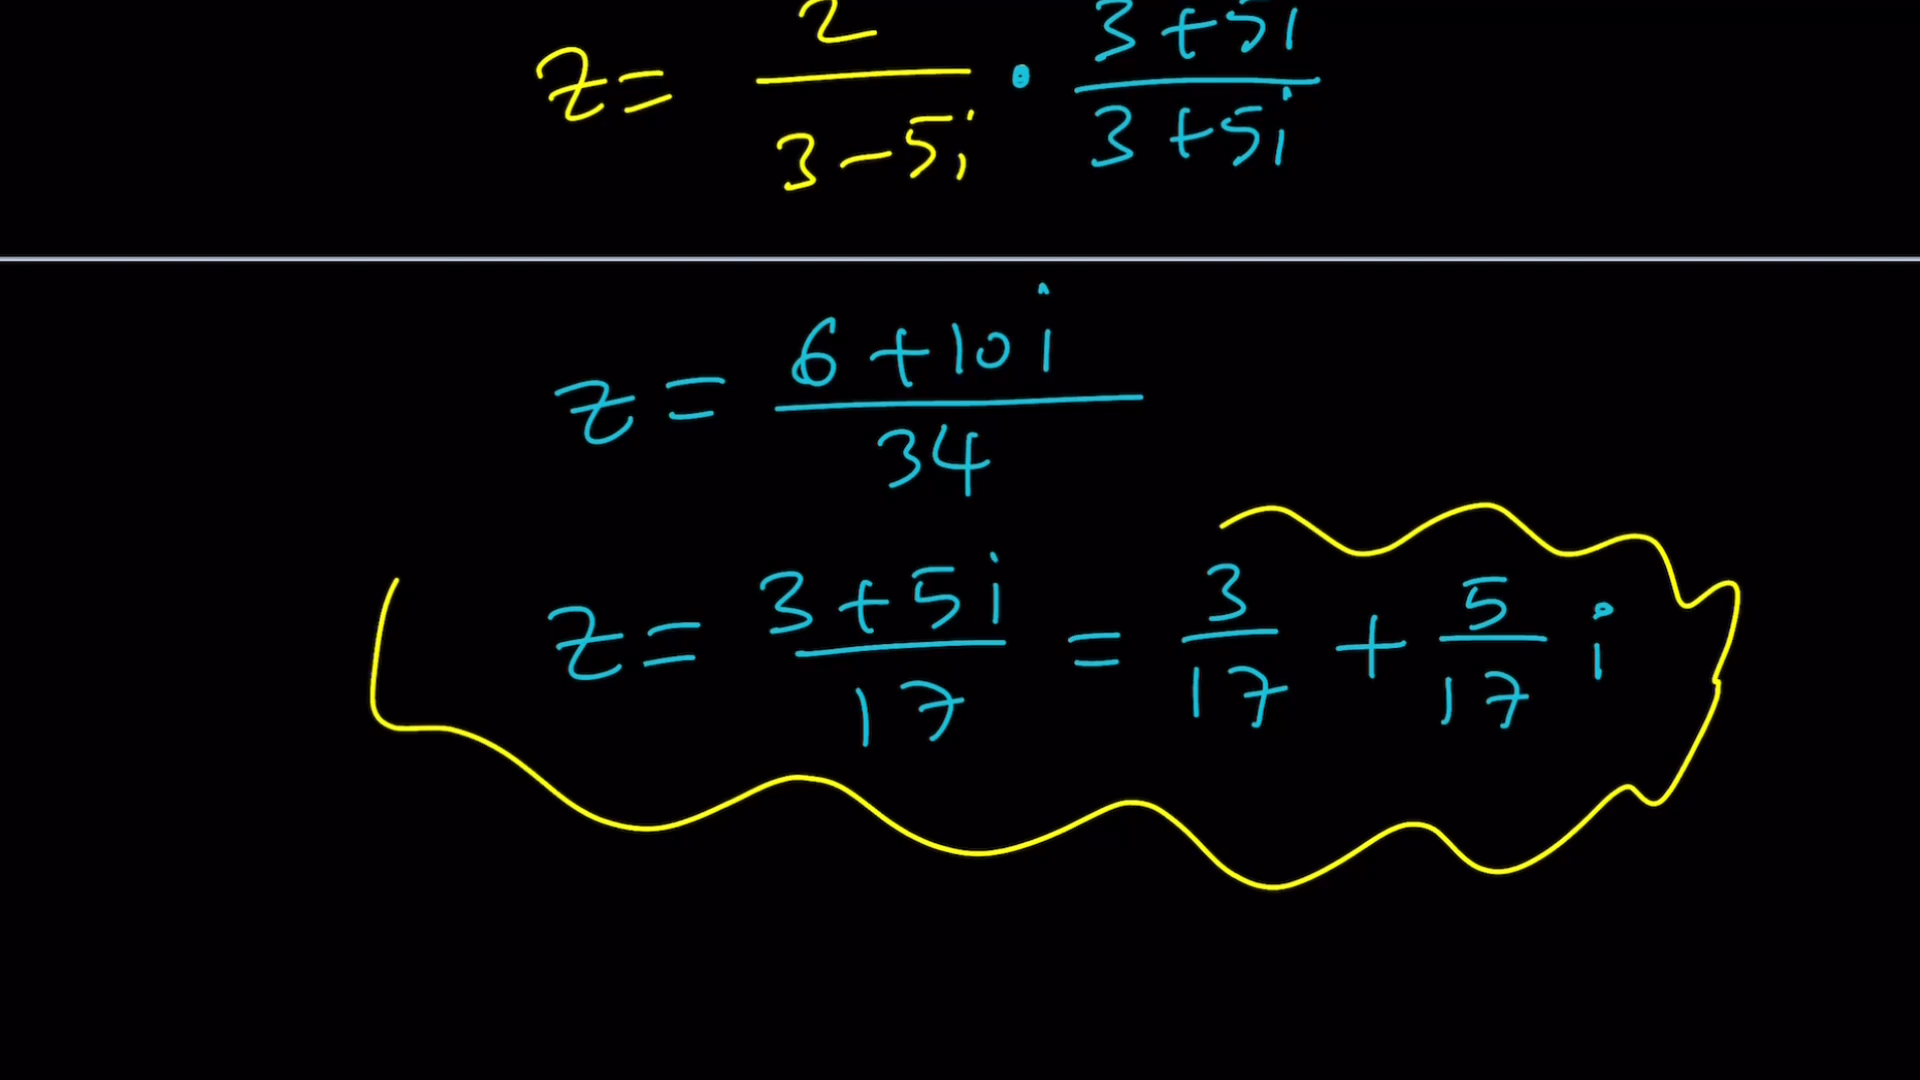 z = 2/(3-5i) · (3+5i)/(3+5i)
z = (6+10i)/34
z = (3+5i)/17 = 3/17 + 5/17 i